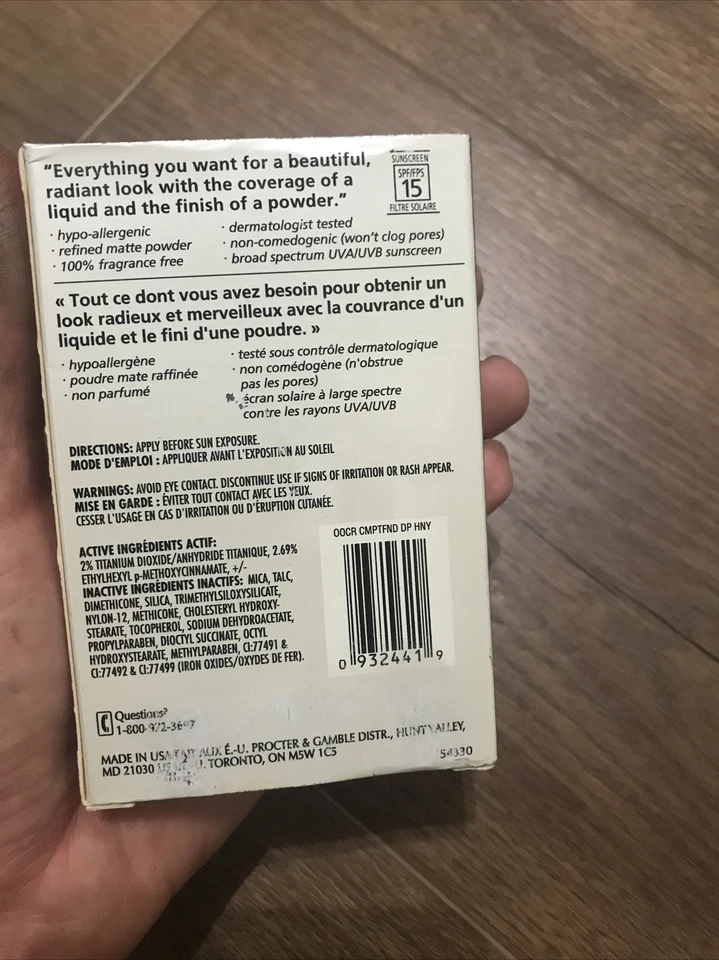 "Everything you want for a beautiful,
radiant look with the coverage of a
liquid and the finish of a powder."
SUNSCREEN
SPF/FPS
15
FILTRE SOLAIRE
· hypo-allergenic
· refined matte powder
· 100% fragrance free
· dermatologist tested
· non-comedogenic (won't clog pores)
· broad spectrum UVA/UVB sunscreen
« Tout ce dont vous avez besoin pour obtenir un
look radieux et merveilleux avec la couvrance d'un
liquide et le fini d'une poudre. »
· hypoallergène
· poudre mate raffinée
· non parfumé
· testé sous contrôle dermatologique
· non comédogène (n'obstrue
pas les pores)
écran solaire à large spectre
contre les rayons UVA/UVB
DIRECTIONS: APPLY BEFORE SUN EXPOSURE.
MODE D'EMPLOI : APPLIQUER AVANT L'EXPOSITION AU SOLEIL
WARNINGS: AVOID EYE CONTACT. DISCONTINUE USE IF SIGNS OF IRRITATION OR RASH APPEAR.
MISE EN GARDE : ÉVITER TOUT CONTACT AVEC LES YEUX.
CESSER L'USAGE EN CAS D'IRRITATION OU D'ÉRUPTION CUTANÉE.
ACTIVE INGRÉDIENTS ACTIF:
2% TITANIUM DIOXIDE/ANHYDRIDE TITANIQUE, 2.69%
ETHYLHEXYL p-METHOXYCINNAMATE, +/-
INACTIVE INGRÉDIENTS INACTIFS: MICA, TALC,
DIMETHICONE, SILICA, TRIMETHYLSILOXYSILICATE,
NYLON-12, METHICONE, CHOLESTERYL HYDROXY-
STEARATE, TOCOPHEROL, SODIUM DEHYDROACETATE,
PROPYLPARABEN, DIOCTYL SUCCINATE, OCTYL
HYDROXYSTEARATE, METHYLPARABEN, CI:77491 &
CI:77492 & CI:77499 (IRON OXIDES/OXYDES DE FER).
OOCR CMPTFND DP HNY
0 932441 9
Questions?
1-800-972-3697
MADE IN USA/FAIT AUX É.-U. PROCTER & GAMBLE DISTR., HUNT VALLEY,
MD 21030 TORONTO, ON M5W 1C5
54330